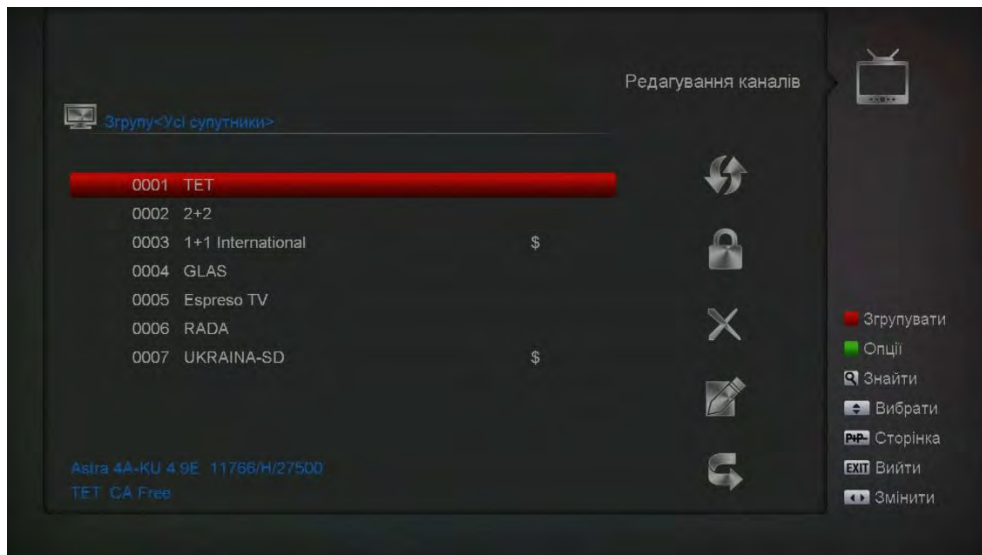 Редагування каналів
Згрупу<Усі супутники>
0001 ТЕТ
0002 2+2
0003 1+1 International $
0004 GLAS
0005 Espreso TV
0006 RADA
0007 UKRAINA-SD $
Astra 4A-KU 4.9E 11766/H/27500
TET CA Free
Згрупувати
Опції
Знайти
Вибрати
P+P- Сторінка
EXIT Вийти
Змінити